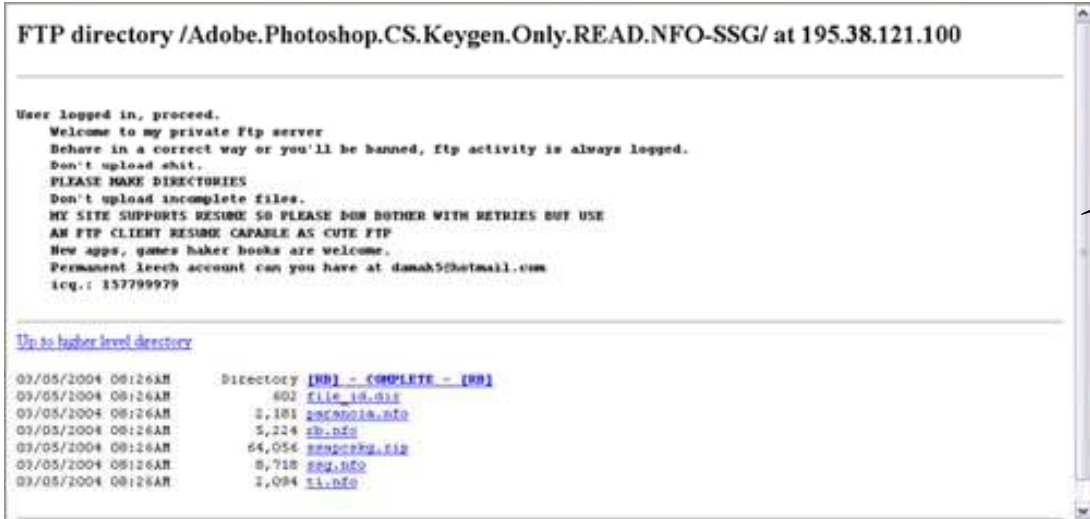 FTP directory /Adobe.Photoshop.CS.Keygen.Only.READ.NFO-SSG/ at 195.38.121.100
User logged in, proceed.
Welcome to my private Ftp server
Behave in a correct way or you'll be banned, ftp activity is always logged.
Don't upload shit.
PLEASE MAKE DIRECTORIES
Don't upload incomplete files.
MY SITE SUPPORTS RESUME SO PLEASE DON BOTHER WITH RETRIES BUT USE
AN FTP CLIENT RESUME CAPABLE AS CUTE FTP
New apps, games haker books are welcome.
Permanent leech account can you have at damak5@hotmail.com
icq.: 157799979
Up to higher level directory
03/05/2004 08:26AM Directory [RB] - COMPLETE - [RB]
03/05/2004 08:26AM 602 file_id.diz
03/05/2004 08:26AM 2,181 paranoia.nfo
03/05/2004 08:26AM 5,224 rb.nfo
03/05/2004 08:26AM 64,056
03/05/2004 08:26AM 8,718 ssg.nfo
03/05/2004 08:26AM 2,094 ti.nfo